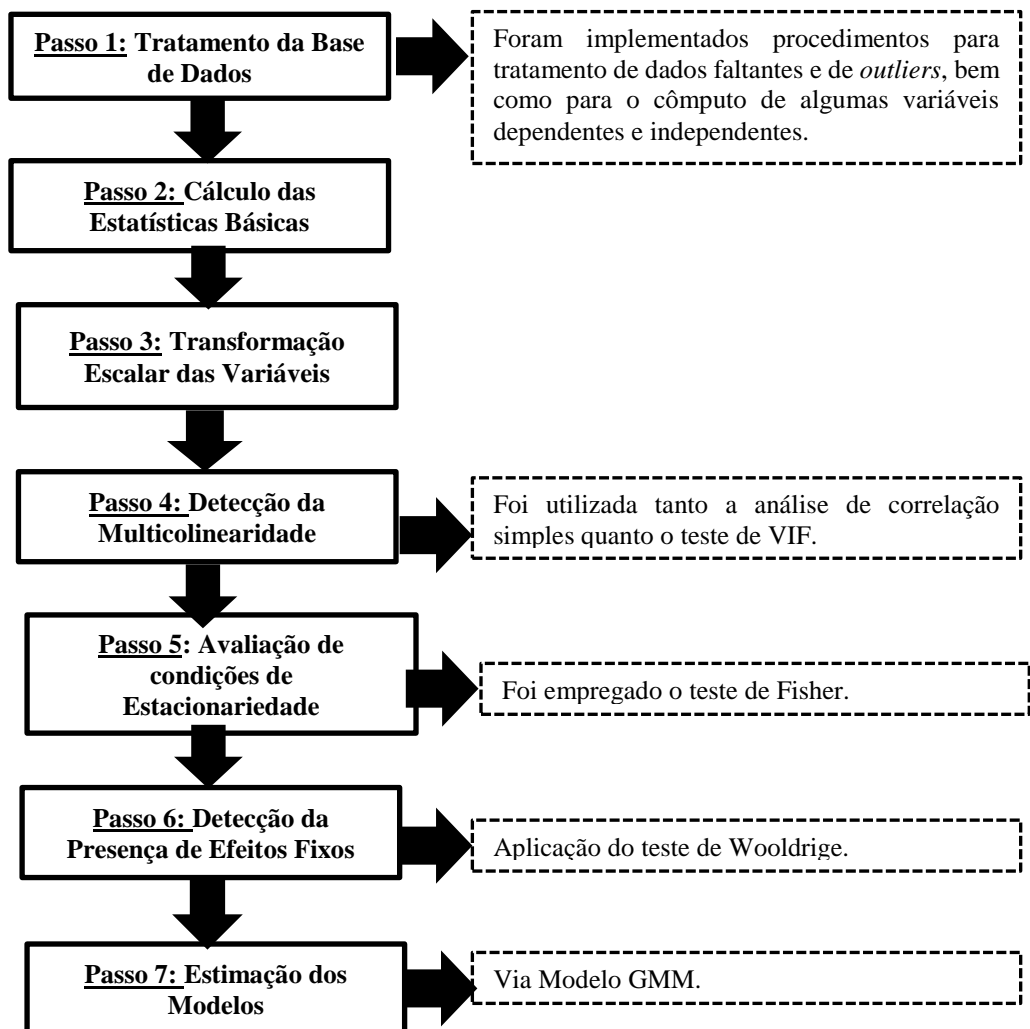 Passo 1: Tratamento da Base
de Dados
Foram implementados procedimentos para
tratamento de dados faltantes e de outliers, bem
como para o cômputo de algumas variáveis
dependentes e independentes.
Passo 2: Cálculo das
Estatísticas Básicas
Passo 3: Transformação
Escalar das Variáveis
Passo 4: Detecção da
Multicolinearidade
Foi utilizada tanto a análise de correlação
simples quanto o teste de VIF.
Passo 5: Avaliação de
condições de
Estacionariedade
Foi empregado o teste de Fisher.
Passo 6: Detecção da
Presença de Efeitos Fixos
Aplicação do teste de Wooldrige.
Passo 7: Estimação dos
Modelos
Via Modelo GMM.